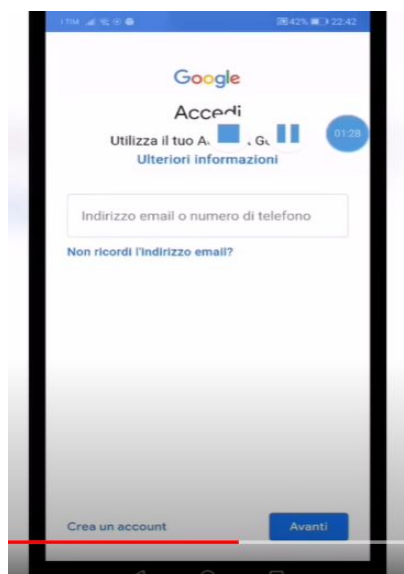 I TIM 42% 22:42
Google
Accedi
Utilizza il tuo
01:28
Ulteriori informazioni
Indirizzo email o numero di telefono
Non ricordi l'indirizzo email?
Crea un account
Avanti